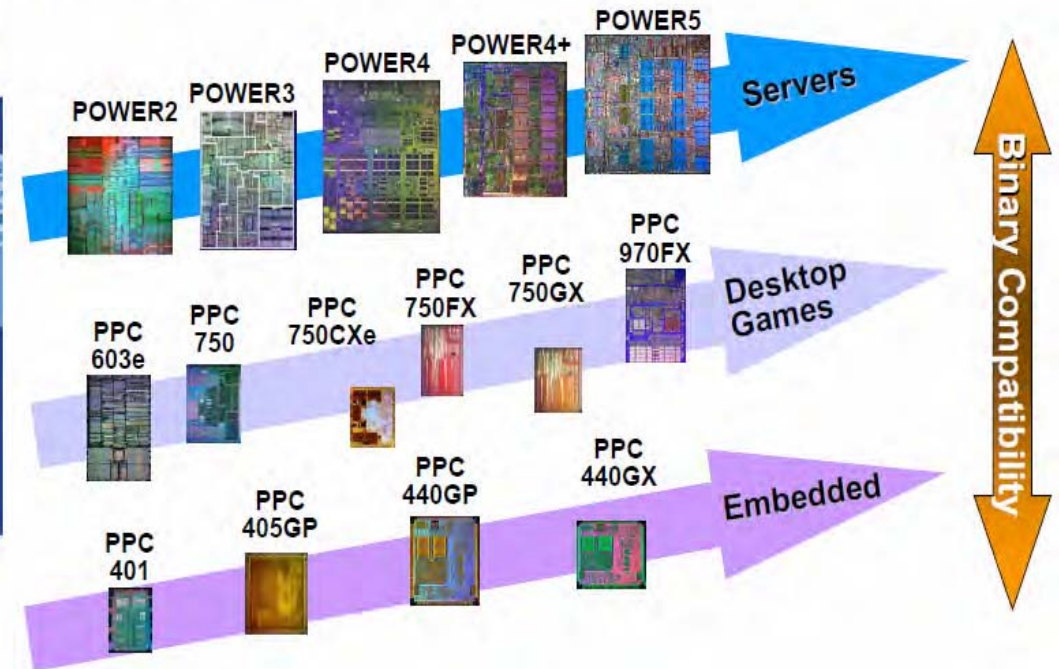 POWER2
POWER3
POWER4
POWER4+
POWER5
Servers
PPC
603e
PPC
750
PPC
750CXe
PPC
750FX
PPC
750GX
PPC
970FX
Desktop
Games
PPC
401
PPC
405GP
PPC
440GP
PPC
440GX
Embedded
Binary Compatibility